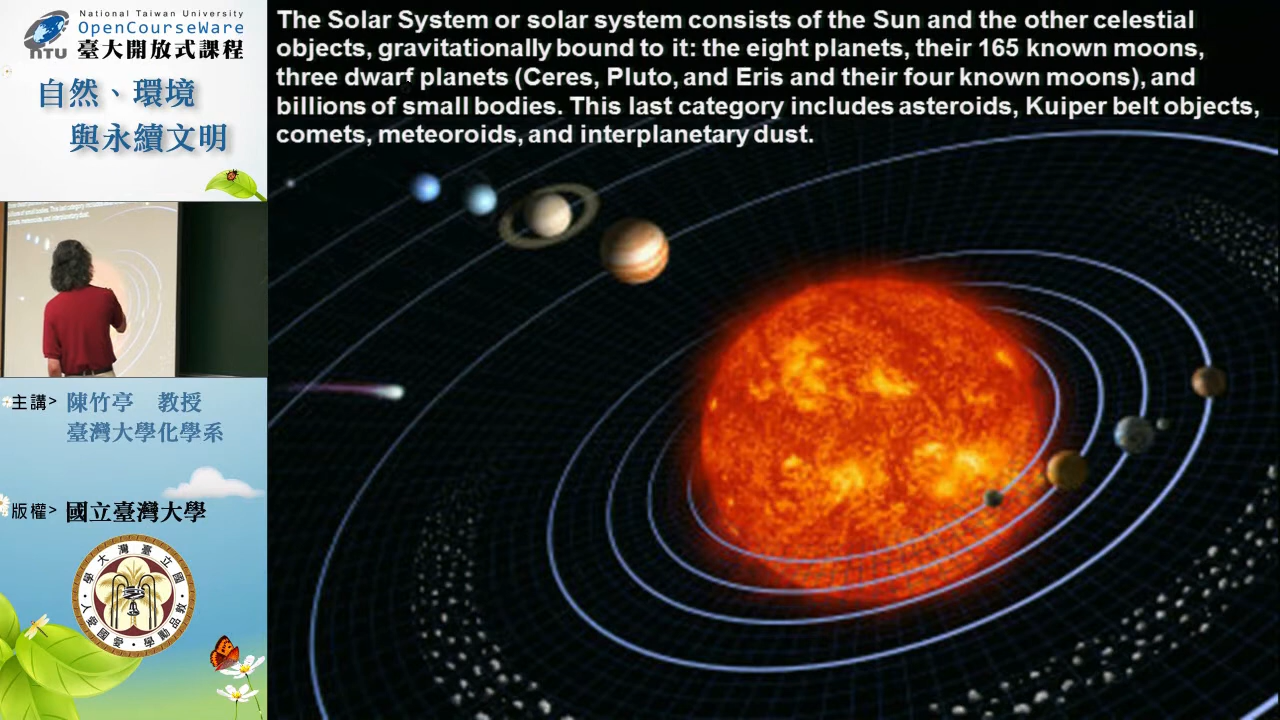 National Taiwan University
OpenCourseWare
NTU 臺大開放式課程
自然、環境
與永續文明
主講> 陳竹亭 教授
臺灣大學化學系
版權> 國立臺灣大學
The Solar System or solar system consists of the Sun and the other celestial
objects, gravitationally bound to it: the eight planets, their 165 known moons,
three dwarf planets (Ceres, Pluto, and Eris and their four known moons), and
billions of small bodies. This last category includes asteroids, Kuiper belt objects,
comets, meteoroids, and interplanetary dust.